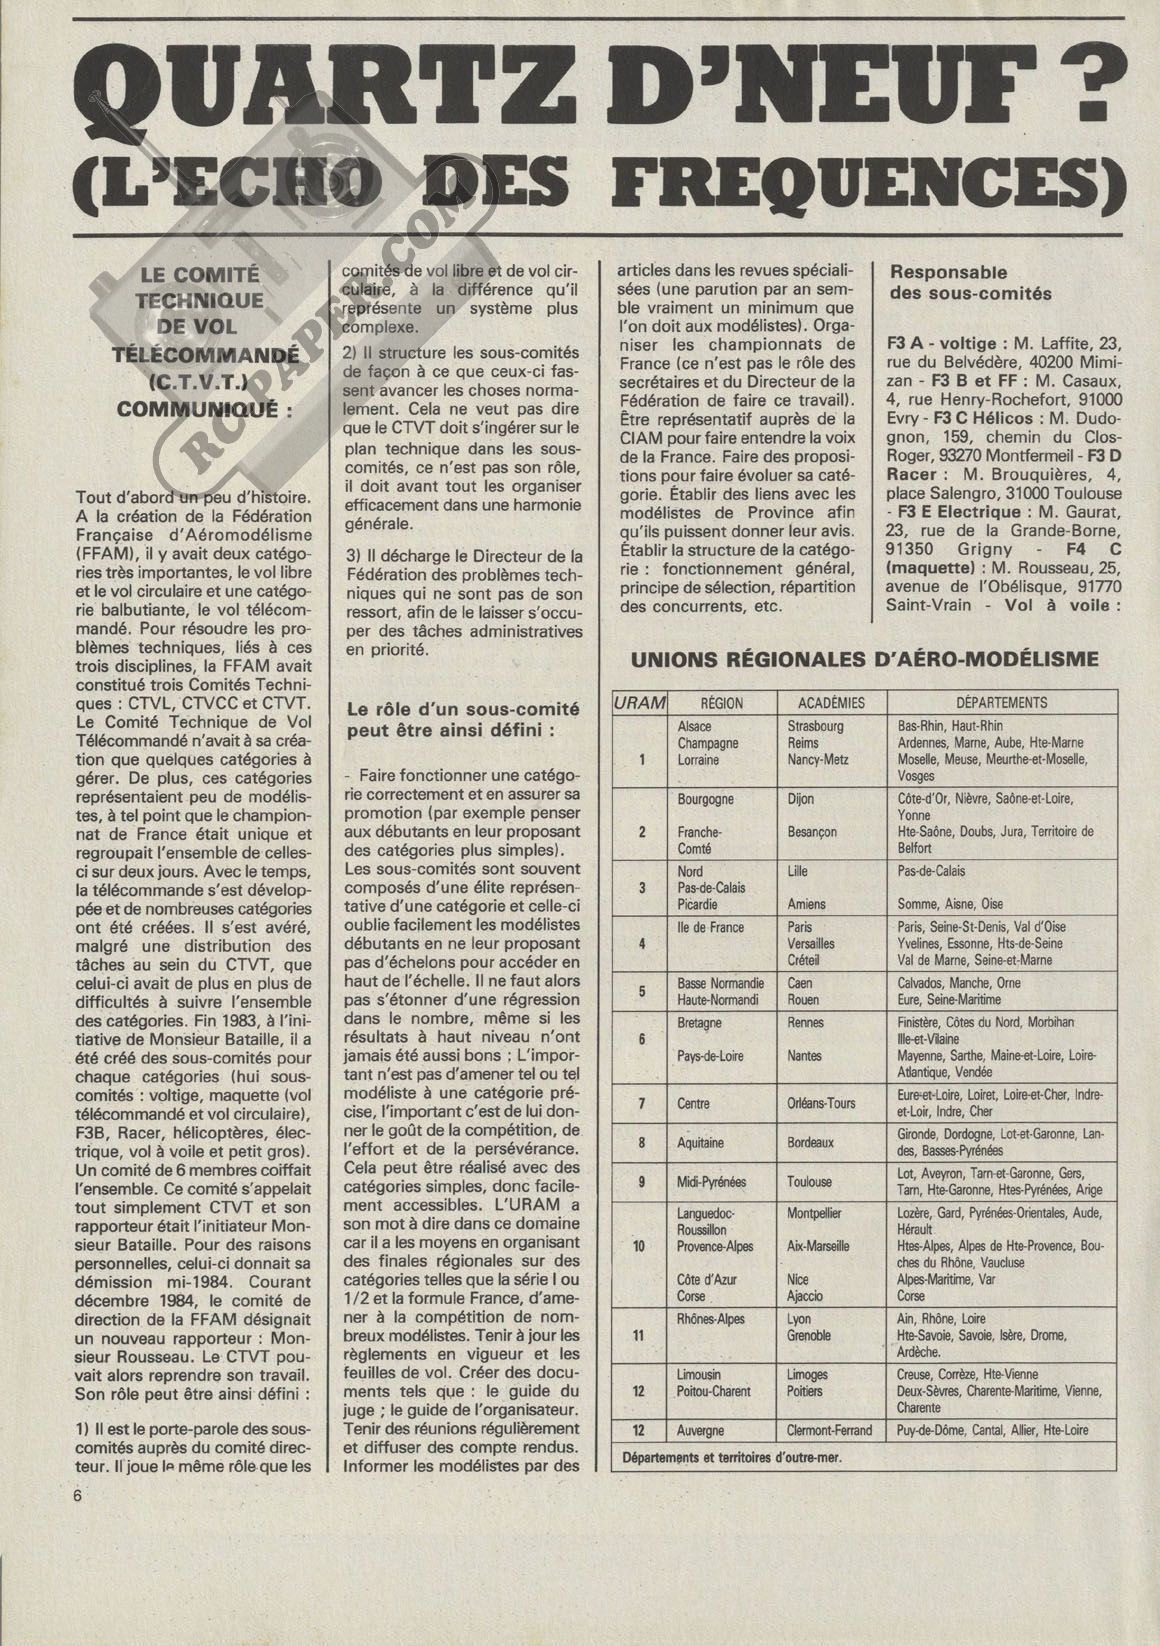 QUARTZ D'NEUF ?
(L'ECHO DES FREQUENCES)
RCPAPER.COM
LE COMITÉ
TECHNIQUE
DE VOL
TÉLÉCOMMANDÉ
(C.T.V.T.)
COMMUNIQUÉ :
Tout d'abord un peu d'histoire.
A la création de la Fédération
Française d'Aéromodélisme
(FFAM), il y avait deux catégo-
ries très importantes, le vol libre
et le vol circulaire et une catégo-
rie balbutiante, le vol télécom-
mandé. Pour résoudre les pro-
blèmes techniques, liés à ces
trois disciplines, la FFAM avait
constitué trois Comités Techni-
ques : CTVL, CTVCC et CTVT.
Le Comité Technique de Vol
Télécommandé n'avait à sa créa-
tion que quelques catégories à
gérer. De plus, ces catégories
représentaient peu de modélis-
tes, à tel point que le champion-
nat de France était unique et
regroupait l'ensemble de celles-
ci sur deux jours. Avec le temps,
la télécommande s'est dévelop-
pée et de nombreuses catégories
ont été créées. Il s'est avéré,
malgré une distribution des
tâches au sein du CTVT, que
celui-ci avait de plus en plus de
difficultés à suivre l'ensemble
des catégories. Fin 1983, à l'ini-
tiative de Monsieur Bataille, il a
été créé des sous-comités pour
chaque catégories (hui sous-
comités : voltige, maquette (vol
télécommandé et vol circulaire),
F3B, Racer, hélicoptères, élec-
trique, vol à voile et petit gros).
Un comité de 6 membres coiffait
l'ensemble. Ce comité s'appelait
tout simplement CTVT et son
rapporteur était l'initiateur Mon-
sieur Bataille. Pour des raisons
personnelles, celui-ci donnait sa
démission mi-1984. Courant
décembre 1984, le comité de
direction de la FFAM désignait
un nouveau rapporteur : Mon-
sieur Rousseau. Le CTVT pou-
vait alors reprendre son travail.
Son rôle peut être ainsi défini :
1) Il est le porte-parole des sous-
comités auprès du comité direc-
teur. Il joue le même rôle que les
comités de vol libre et de vol cir-
culaire, à la différence qu'il
représente un système plus
complexe.
2) Il structure les sous-comités
de façon à ce que ceux-ci fas-
sent avancer les choses norma-
lement. Cela ne veut pas dire
que le CTVT doit s'ingérer sur le
plan technique dans les sous-
comités, ce n'est pas son rôle,
il doit avant tout les organiser
efficacement dans une harmonie
générale.
3) Il décharge le Directeur de la
Fédération des problèmes tech-
niques qui ne sont pas de son
ressort, afin de le laisser s'occu-
per des tâches administratives
en priorité.
Le rôle d'un sous-comité
peut être ainsi défini :
- Faire fonctionner une catégo-
rie correctement et en assurer sa
promotion (par exemple penser
aux débutants en leur proposant
des catégories plus simples).
Les sous-comités sont souvent
composés d'une élite représen-
tative d'une catégorie et celle-ci
oublie facilement les modélistes
débutants en ne leur proposant
pas d'échelons pour accéder en
haut de l'échelle. Il ne faut alors
pas s'étonner d'une régression
dans le nombre, même si les
résultats à haut niveau n'ont
jamais été aussi bons ; L'impor-
tant n'est pas d'amener tel ou tel
modéliste à une catégorie pré-
cise, l'important c'est de lui don-
ner le goût de la compétition, de
l'effort et de la persévérance.
Cela peut être réalisé avec des
catégories simples, donc facile-
ment accessibles. L'URAM a
son mot à dire dans ce domaine
car il a les moyens en organisant
des finales régionales sur des
catégories telles que la série I ou
1/2 et la formule France, d'ame-
ner à la compétition de nom-
breux modélistes. Tenir à jour les
règlements en vigueur et les
feuilles de vol. Créer des docu-
ments tels que : le guide du
juge ; le guide de l'organisateur.
Tenir des réunions régulièrement
et diffuser des compte rendus.
Informer les modélistes par des
articles dans les revues spéciali-
sées (une parution par an sem-
ble vraiment un minimum que
l'on doit aux modélistes). Orga-
niser les championnats de
France (ce n'est pas le rôle des
secrétaires et du Directeur de la
Fédération de faire ce travail).
Être représentatif auprès de la
CIAM pour faire entendre la voix
de la France. Faire des proposi-
tions pour faire évoluer sa caté-
gorie. Établir des liens avec les
modélistes de Province afin
qu'ils puissent donner leur avis.
Établir la structure de la catégo-
rie : fonctionnement général,
principe de sélection, répartition
des concurrents, etc.
Responsable
des sous-comités
F3 A - voltige : M. Laffite, 23,
rue du Belvédère, 40200 Mimi-
zan - F3 B et FF : M. Casaux,
4, rue Henry-Rochefort, 91000
Evry - F3 C Hélicos : M. Dudo-
gnon, 159, chemin du Clos-
Roger, 93270 Montfermeil - F3 D
Racer : M. Brouquières, 4,
place Salengro, 31000 Toulouse
- F3 E Electrique : M. Gaurat,
23, rue de la Grande-Borne,
91350 Grigny - F4 C
(maquette) : M. Rousseau, 25,
avenue de l'Obélisque, 91770
Saint-Vrain - Vol à voile :
UNIONS RÉGIONALES D'AÉRO-MODÉLISME
URAM RÉGION ACADÉMIES DÉPARTEMENTS
Alsace Strasbourg Bas-Rhin, Haut-Rhin
Champagne Reims Ardennes, Marne, Aube, Hte-Marne
1 Lorraine Nancy-Metz Moselle, Meuse, Meurthe-et-Moselle,
Vosges
Bourgogne Dijon Côte-d'Or, Nièvre, Saône-et-Loire,
Yonne
2 Franche- Besançon Hte-Saône, Doubs, Jura, Territoire de
Comté Belfort
Nord Lille Pas-de-Calais
3 Pas-de-Calais
Picardie Amiens Somme, Aisne, Oise
Ile de France Paris Paris, Seine-St-Denis, Val d'Oise
4 Versailles Yvelines, Essonne, Hts-de-Seine
Créteil Val de Marne, Seine-et-Marne
5 Basse Normandie Caen Calvados, Manche, Orne
Haute-Normandi Rouen Eure, Seine-Maritime
Bretagne Rennes Finistère, Côtes du Nord, Morbihan
6 Ille-et-Vilaine
Pays-de-Loire Nantes Mayenne, Sarthe, Maine-et-Loire, Loire-
Atlantique, Vendée
7 Centre Orléans-Tours Eure-et-Loire, Loiret, Loire-et-Cher, Indre-
et-Loir, Indre, Cher
8 Aquitaine Bordeaux Gironde, Dordogne, Lot-et-Garonne, Lan-
des, Basses-Pyrénées
9 Midi-Pyrénées Toulouse Lot, Aveyron, Tarn-et-Garonne, Gers,
Tarn, Hte-Garonne, Htes-Pyrénées, Arige
Languedoc- Montpellier Lozère, Gard, Pyrénées-Orientales, Aude,
Roussillon Hérault
10 Provence-Alpes Aix-Marseille Htes-Alpes, Alpes de Hte-Provence, Bou-
ches du Rhône, Vaucluse
Côte d'Azur Nice Alpes-Maritime, Var
Corse Ajaccio Corse
Rhônes-Alpes Lyon Ain, Rhône, Loire
11 Grenoble Hte-Savoie, Savoie, Isère, Drome,
Ardèche.
Limousin Limoges Creuse, Corrèze, Hte-Vienne
12 Poitou-Charent Poitiers Deux-Sèvres, Charente-Maritime, Vienne,
Charente
12 Auvergne Clermont-Ferrand Puy-de-Dôme, Cantal, Allier, Hte-Loire
Départements et territoires d'outre-mer.
6